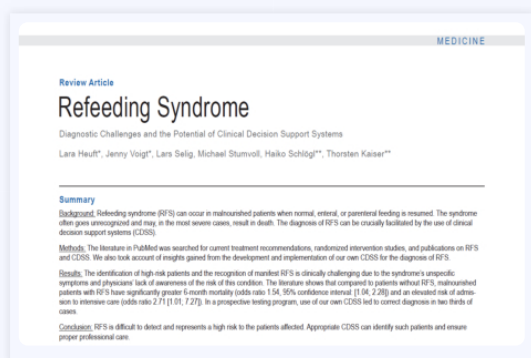 MEDICINE
Review Article
Refeeding Syndrome
Diagnostic Challenges and the Potential of Clinical Decision Support Systems
Lara Heuft*, Jenny Voigt*, Lars Selig, Michael Stumvoll, Haiko Schlögl**, Thorsten Kaiser**
Summary
Background: Refeeding syndrome (RFS) can occur in malnourished patients when normal, enteral, or parenteral feeding is resumed. The syndrome
often goes unrecognized and may, in the most severe cases, result in death. The diagnosis of RFS can be crucially facilitated by the use of clinical
decision support systems (CDSS).
Methods: The literature in PubMed was searched for current treatment recommendations, randomized intervention studies, and publications on RFS
and CDSS. We also took account of insights gained from the development and implementation of our own CDSS for the diagnosis of RFS.
Results: The identification of high-risk patients and the recognition of manifest RFS is clinically challenging due to the syndrome's unspecific
symptoms and physicians' lack of awareness of the risk of this condition. The literature shows that compared to patients without RFS, malnourished
patients with RFS have significantly greater 6-month mortality (odds ratio 1.54, 95% confidence interval: [1.04, 2.28]) and an elevated risk of admis-
sion to intensive care (odds ratio 2.71 [1.01, 7.27]). In a prospective testing program, use of our own CDSS led to correct diagnosis in two thirds of
cases.
Conclusion: RFS is difficult to detect and represents a high risk to the patients affected. Appropriate CDSS can identify such patients and ensure
proper professional care.